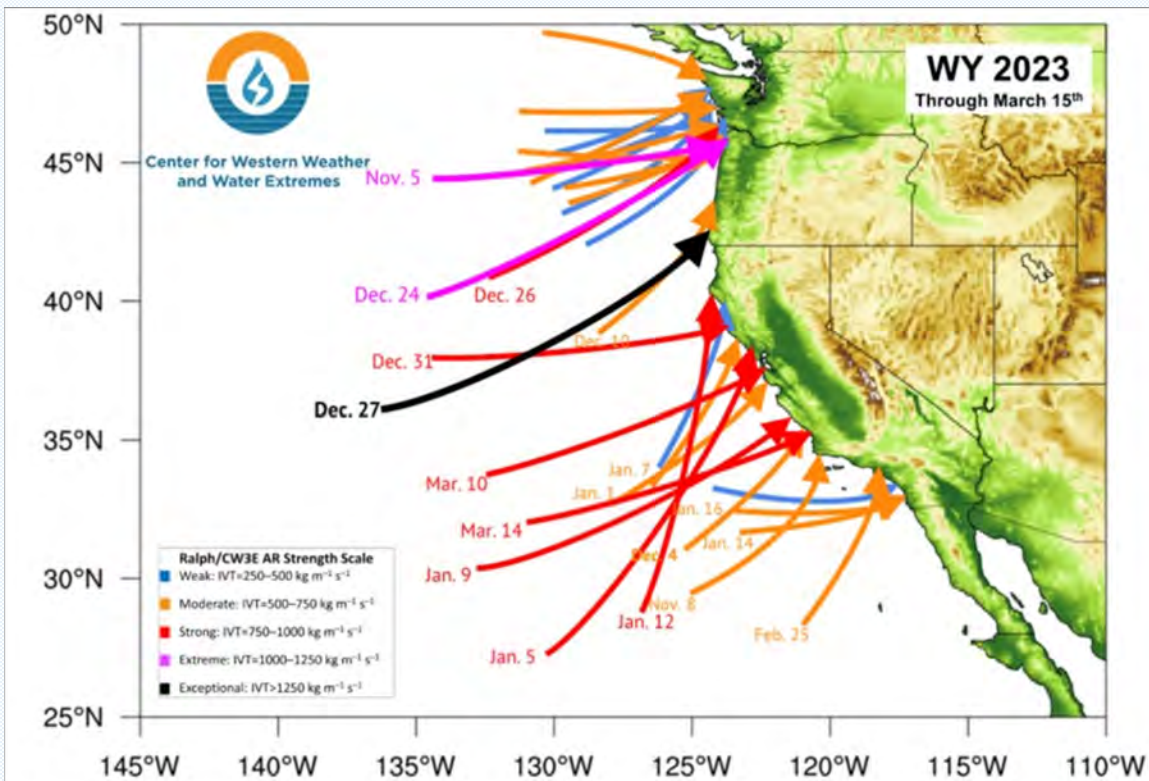 50°N
45°N
40°N
35°N
30°N
25°N
Center for Western Weather
and Water Extremes
WY 2023
Through March 15th
Nov. 5
Dec. 24
Dec. 26
Dec. 10
Dec. 31
Dec. 27
Jan. 7
Mar. 10
Jan. 1
Jan. 16
Mar. 14
Jan. 14
Dec. 4
Jan. 9
Nov. 8
Jan. 12
Feb. 25
Jan. 5
Ralph/CW3E AR Strength Scale
Weak: IVT=250–500 kg m⁻¹ s⁻¹
Moderate: IVT=500–750 kg m⁻¹ s⁻¹
Strong: IVT=750–1000 kg m⁻¹ s⁻¹
Extreme: IVT=1000–1250 kg m⁻¹ s⁻¹
Exceptional: IVT>1250 kg m⁻¹ s⁻¹
145°W 140°W 135°W 130°W 125°W 120°W 115°W 110°W